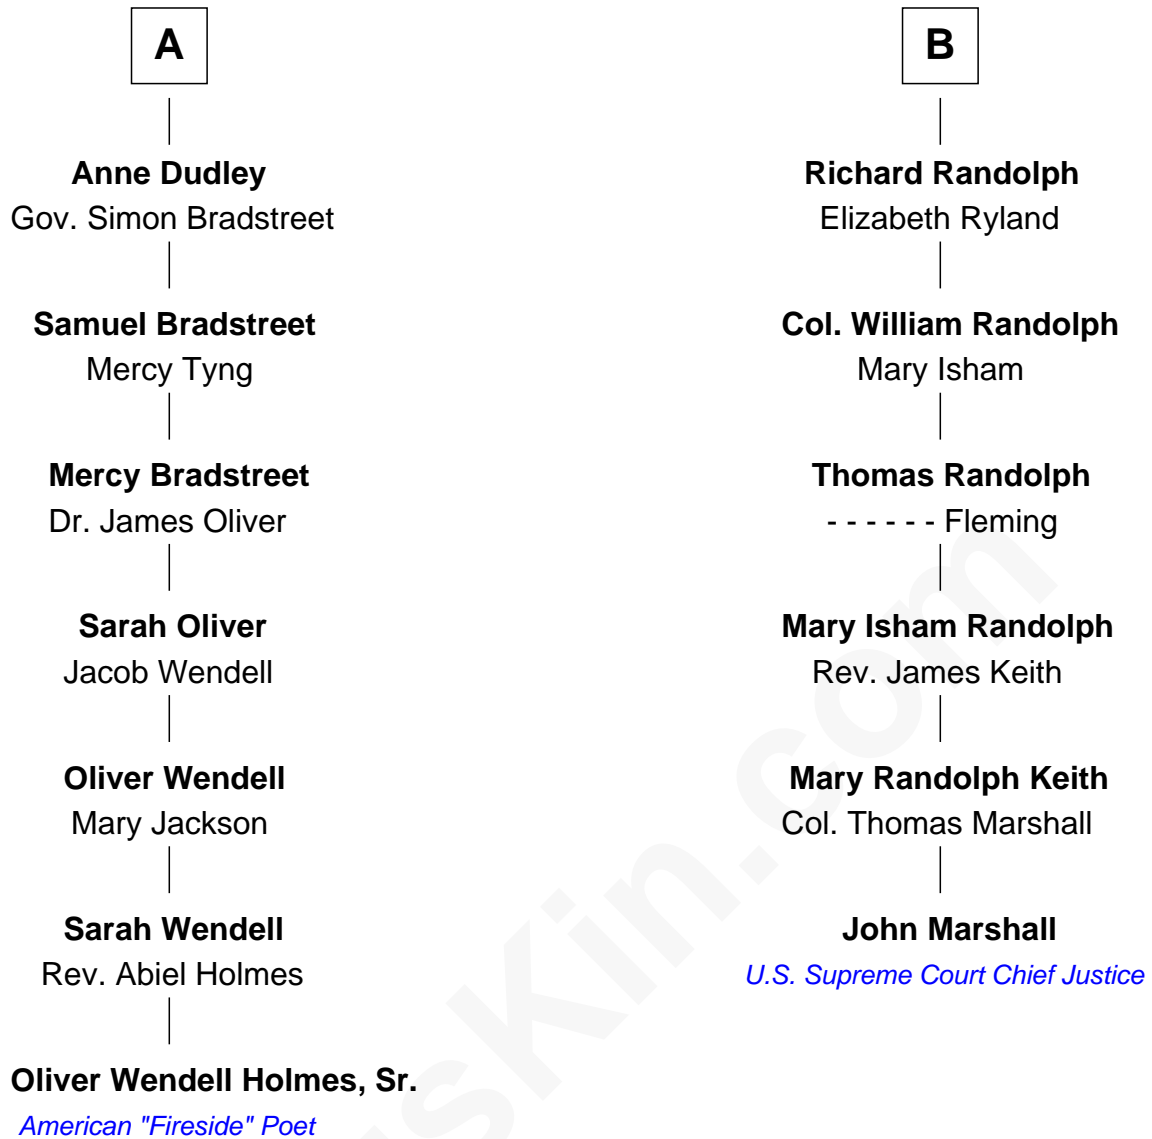 A
Anne Dudley
Gov. Simon Bradstreet
Samuel Bradstreet
Mercy Tyng
Mercy Bradstreet
Dr. James Oliver
Sarah Oliver
Jacob Wendell
Oliver Wendell
Mary Jackson
Sarah Wendell
Rev. Abiel Holmes
Oliver Wendell Holmes, Sr.
American "Fireside" Poet
B
Richard Randolph
Elizabeth Ryland
Col. William Randolph
Mary Isham
Thomas Randolph
- - - - - - Fleming
Mary Isham Randolph
Rev. James Keith
Mary Randolph Keith
Col. Thomas Marshall
John Marshall
U.S. Supreme Court Chief Justice
sKin.com